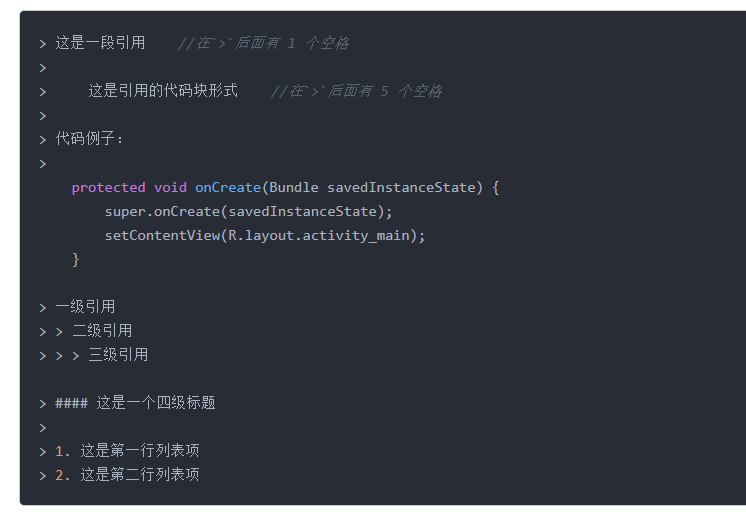 > 这是一段引用    //在`>`后面有 1 个空格
>
>     这是引用的代码块形式    //在`>`后面有 5 个空格
>
> 代码例子:
>
    protected void onCreate(Bundle savedInstanceState) {
        super.onCreate(savedInstanceState);
        setContentView(R.layout.activity_main);
    }

> 一级引用
> > 二级引用
> > > 三级引用

> #### 这是一个四级标题
>
> 1. 这是第一行列表项
> 2. 这是第二行列表项